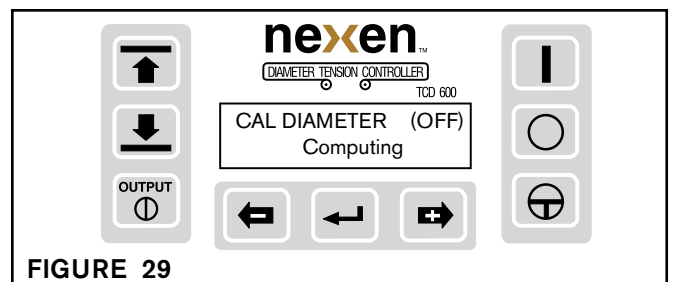 nexen™
DIAMETER TENSION CONTROLLER
TCD 600
CAL DIAMETER (OFF)
Computing
OUTPUT
FIGURE 29